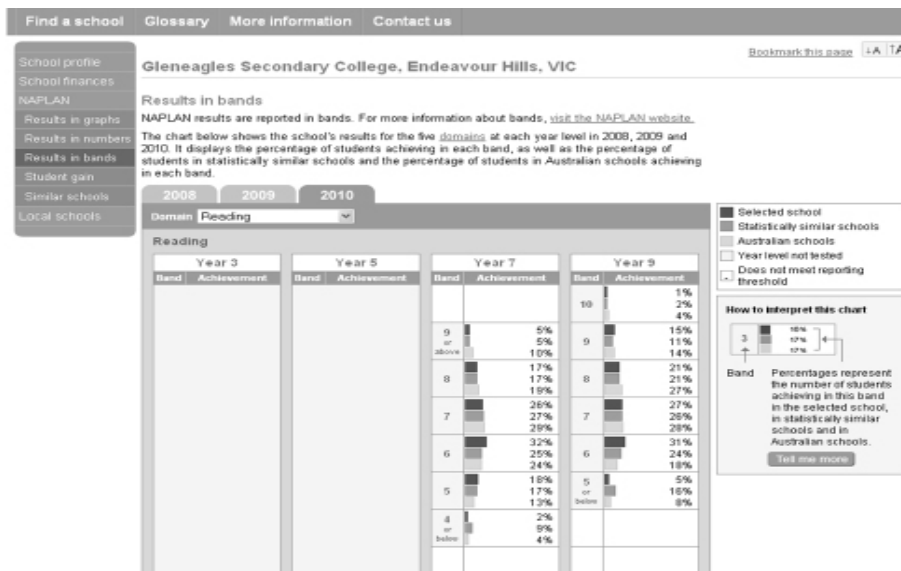 Find a school Glossary More information Contact us
Bookmark this page
School profile
School finances
NAPLAN
Results in graphs
Results in numbers
Results in bands
Student gain
Similar schools
Local schools
Gleneagles Secondary College, Endeavour Hills, VIC
Results in bands
NAPLAN results are reported in bands. For more information about bands, visit the NAPLAN website.
The chart below shows the school's results for the five domains at each year level in 2008, 2009 and
2010. It displays the percentage of students achieving in each band, as well as the percentage of
students in statistically similar schools and the percentage of students in Australian schools achieving
in each band.
2008 2009 2010
Domain Reading
Reading
Year 3
Band Achievement
Year 5
Band Achievement
Year 7
Band Achievement
9 or above
5%
5%
10%
8
17%
17%
19%
7
26%
27%
29%
6
32%
25%
24%
5
18%
17%
13%
4 or below
2%
9%
4%
Year 9
Band Achievement
10
1%
2%
4%
9
15%
11%
14%
8
21%
21%
27%
7
27%
26%
28%
6
31%
24%
18%
5 or below
5%
16%
8%
Selected school
Statistically similar schools
Australian schools
Year level not tested
Does not meet reporting
threshold
How to interpret this chart
3
17%
17%
Band
Percentages represent
the number of students
achieving in this band
in the selected school,
in statistically similar
schools and in
Australian schools.
Tell me more